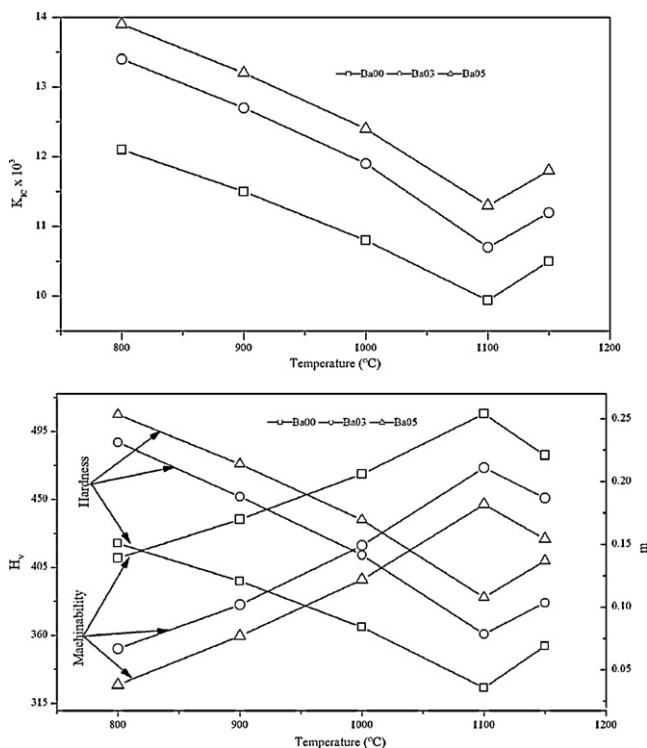 14
13
12
11
10
K_IC x 10³
Ba00 Ba03 Ba05
800 900 1000 1100 1200
Temperature (°C)
495
450
405
360
315
H_v
Hardness
Machinability
Ba00 Ba03 Ba05
0.25
0.20
0.15
0.10
0.05
m
800 900 1000 1100 1200
Temperature (°C)